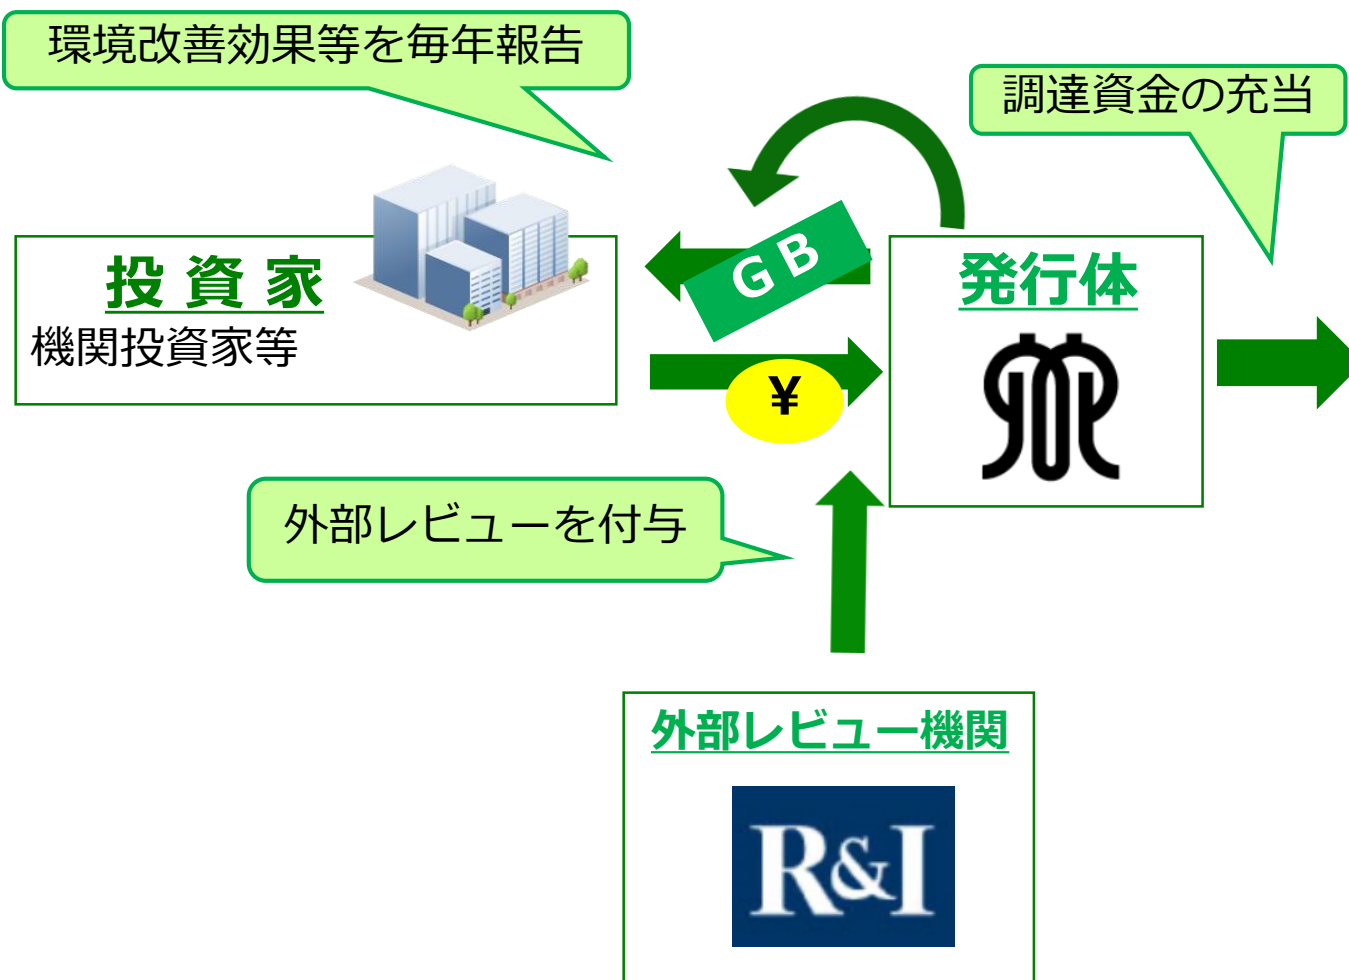 環境改善効果等を毎年報告
調達資金の充当
投資家
機関投資家等
GB
¥
発行体
外部レビューを付与
外部レビュー機関
R&I